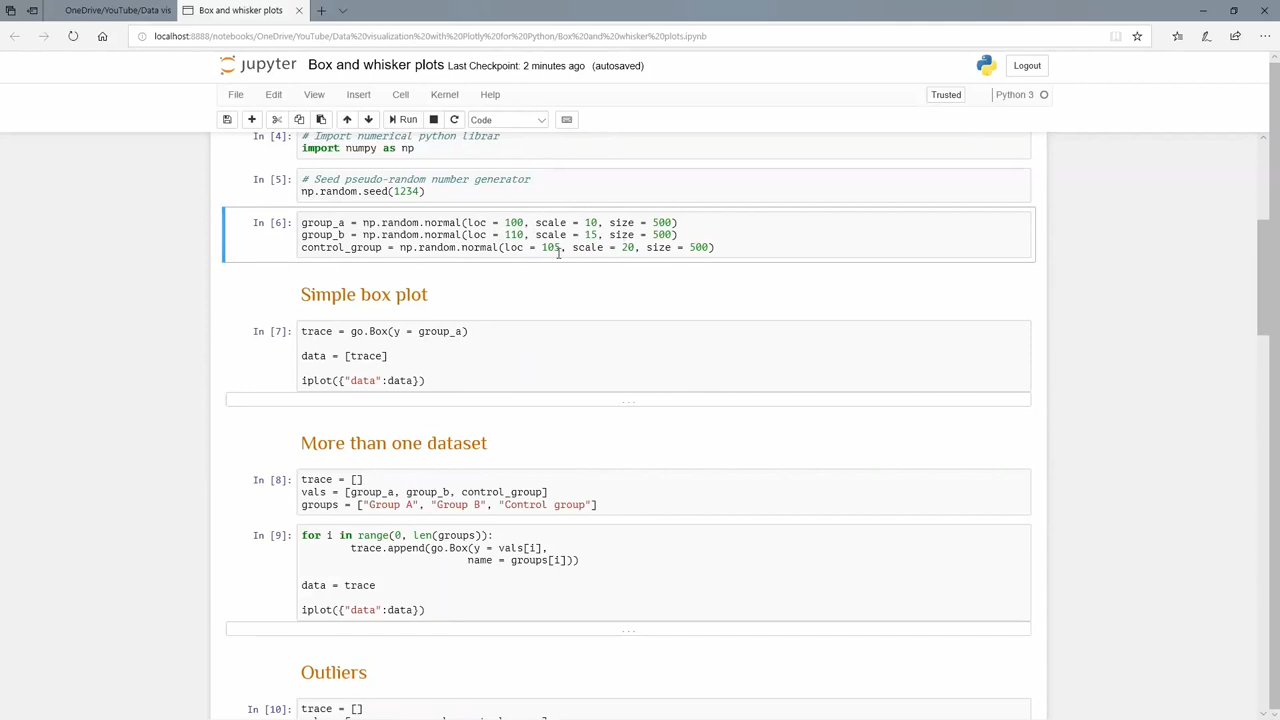 OneDrive/YouTube/Data vis
Box and whisker plots
localhost:8888/notebooks/OneDrive/YouTube/Data%20visualization%20with%20Plotly%20for%20Python/Box%20and%20whisker%20plots.ipynb
jupyter Box and whisker plots Last Checkpoint: 2 minutes ago (autosaved)
Logout
File Edit View Insert Cell Kernel Help
Trusted
Python 3
Run
Code
In [4]: # Import numerical python librar
import numpy as np
In [5]: # Seed pseudo-random number generator
np.random.seed(1234)
In [6]: group_a = np.random.normal(loc = 100, scale = 10, size = 500)
group_b = np.random.normal(loc = 110, scale = 15, size = 500)
control_group = np.random.normal(loc = 105, scale = 20, size = 500)
Simple box plot
In [7]: trace = go.Box(y = group_a)
data = [trace]
iplot({"data":data})
...
More than one dataset
In [8]: trace = []
vals = [group_a, group_b, control_group]
groups = ["Group A", "Group B", "Control group"]
In [9]: for i in range(0, len(groups)):
trace.append(go.Box(y = vals[i],
name = groups[i]))
data = trace
iplot({"data":data})
...
Outliers
In [10]: trace = []